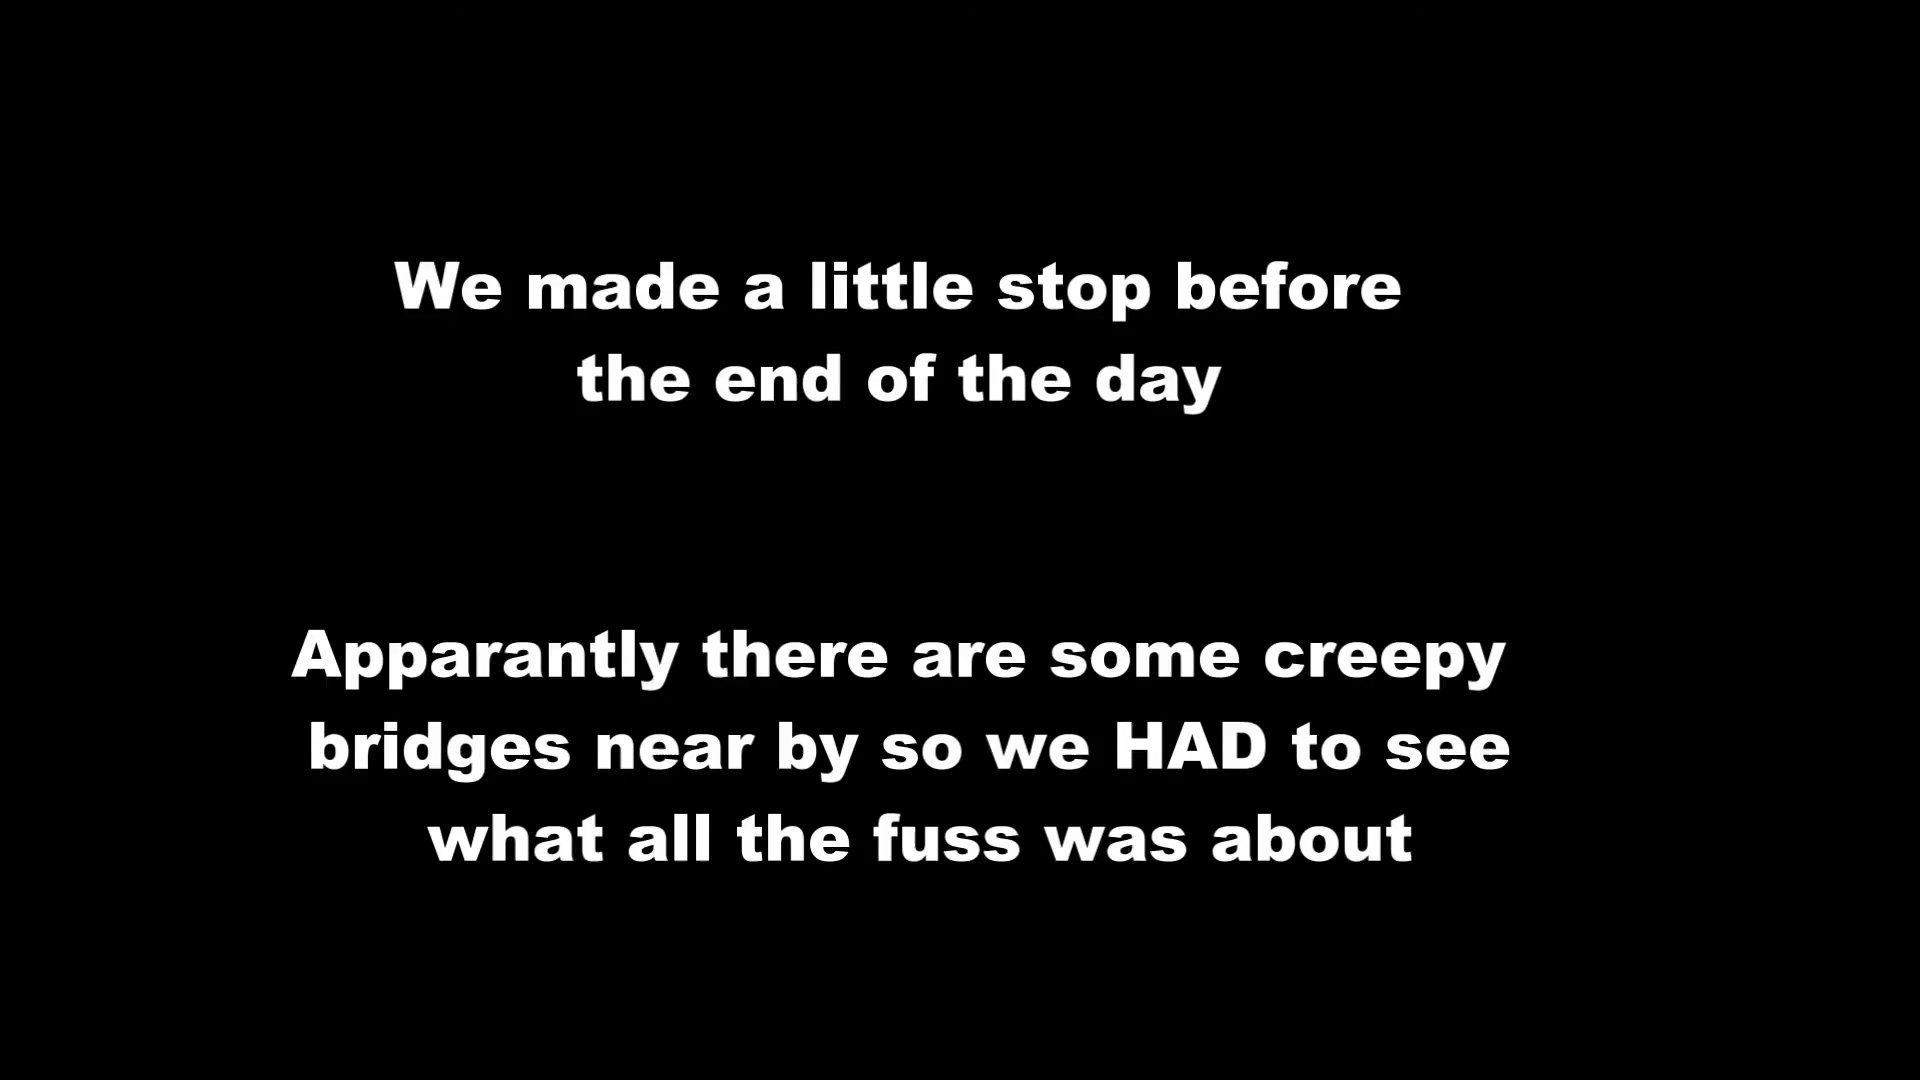 We made a little stop before
the end of the day
Apparantly there are some creepy
bridges near by so we HAD to see
what all the fuss was about